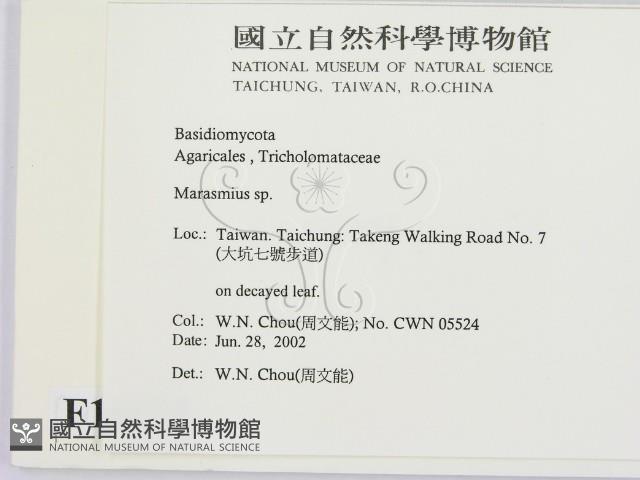 國立自然科學博物館
NATIONAL MUSEUM OF NATURAL SCIENCE
TAICHUNG, TAIWAN, R.O.CHINA
Basidiomycota
Agaricales , Tricholomataceae
Marasmius sp.
Loc.: Taiwan. Taichung: Takeng Walking Road No. 7
(大坑七號步道)
on decayed leaf.
Col.: W.N. Chou(周文能); No. CWN 05524
Date: Jun. 28, 2002
Det.: W.N. Chou(周文能)
F1
國立自然科學博物館
NATIONAL MUSEUM OF NATURAL SCIENCE